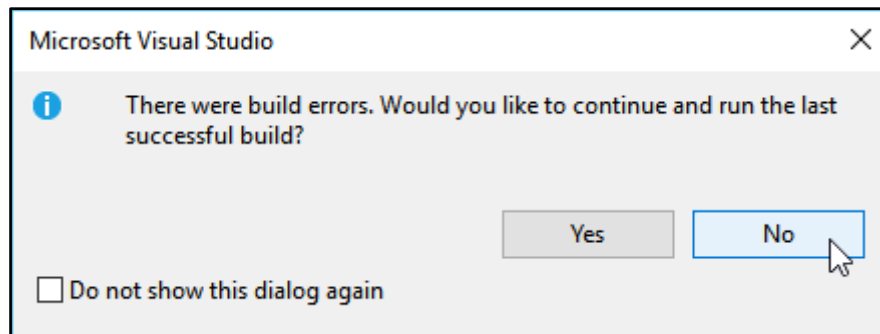 Microsoft Visual Studio
There were build errors. Would you like to continue and run the last
successful build?
Yes
No
Do not show this dialog again